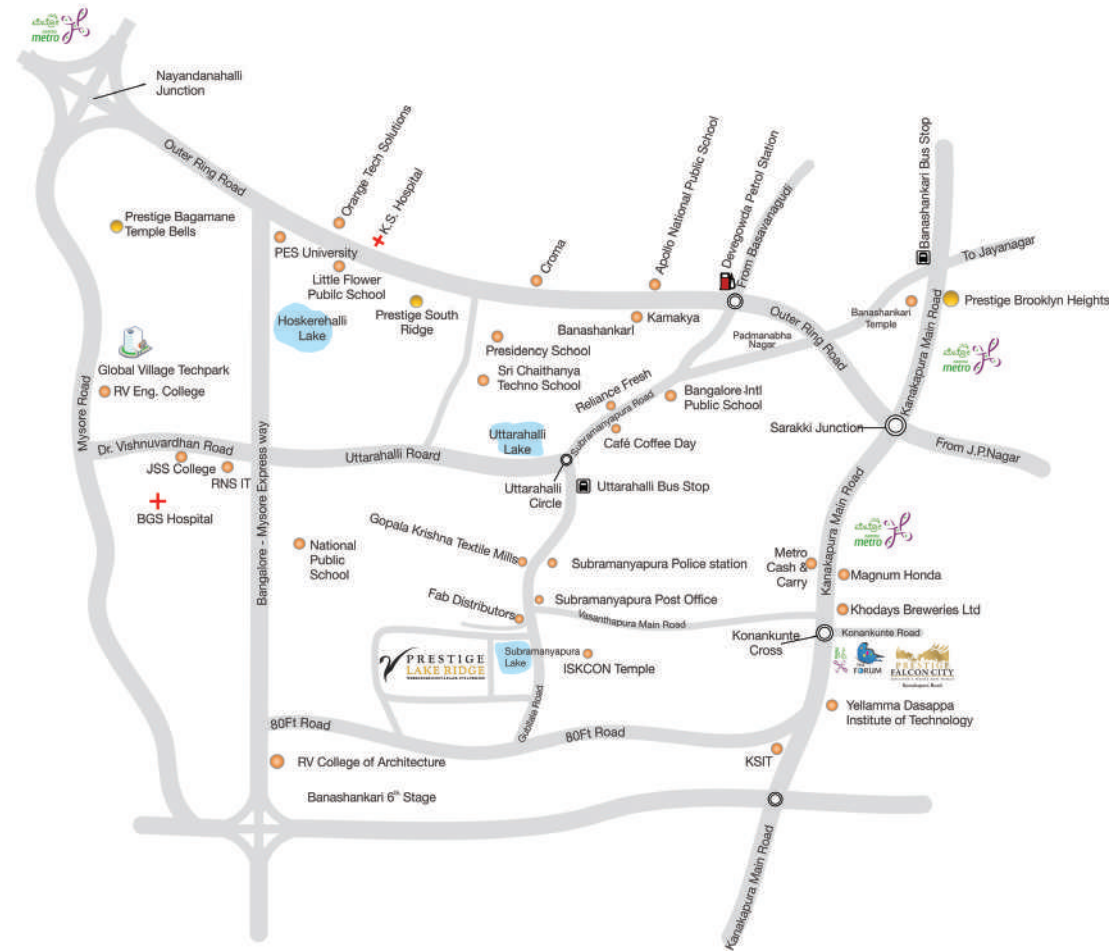 metro
Nayandanahalli
Junction
Outer Ring Road
Orange Tech Solutions
K.S. Hospital
Croma
Apollo National Public School
Devegowda Petrol Station
From Basavanagudi
Banashankari Bus Stop
To Jayanagar
Prestige Bagamane
Temple Bells
PES University
Little Flower
Pubilc School
Hoskerehalli
Lake
Prestige South
Ridge
Banashankarl
Kamakya
Padmanabha
Nagar
Outer Ring Road
Banashankari
Temple
Kanakapura Main Road
Prestige Brooklyn Heights
metro
Global Village Techpark
RV Eng. College
Mysore Road
Presidency School
Sri Chaithanya
Techno School
Reliance Fresh
Subramanyapura Road
Bangalore Intl
Public School
Café Coffee Day
Sarakki Junction
From J.P.Nagar
Dr. Vishnuvardhan Road
JSS College
RNS IT
BGS Hospital
Uttarahalli Roard
Uttarahalli
Lake
Uttarahalli
Circle
Uttarahalli Bus Stop
Bangalore - Mysore Express way
National
Public
School
Gopala Krishna Textile Mills
Subramanyapura Police station
Fab Distributors
Subramanyapura Post Office
Vasanthapura Main Road
Kanakapura Main Road
metro
Metro
Cash &
Carry
Magnum Honda
Khodays Breweries Ltd
Konankunte
Cross
Konankunte Road
PRESTIGE
LAKE RIDGE
Subramanyapura
Lake
ISKCON Temple
Gubilale Road
THE
FORUM
PRESTIGE
FALCON CITY
Kanakapura Road
Yellamma Dasappa
Institute of Technology
80Ft Road
80Ft Road
KSIT
RV College of Architecture
Banashankari 6th Stage
Kanakapura Main Road